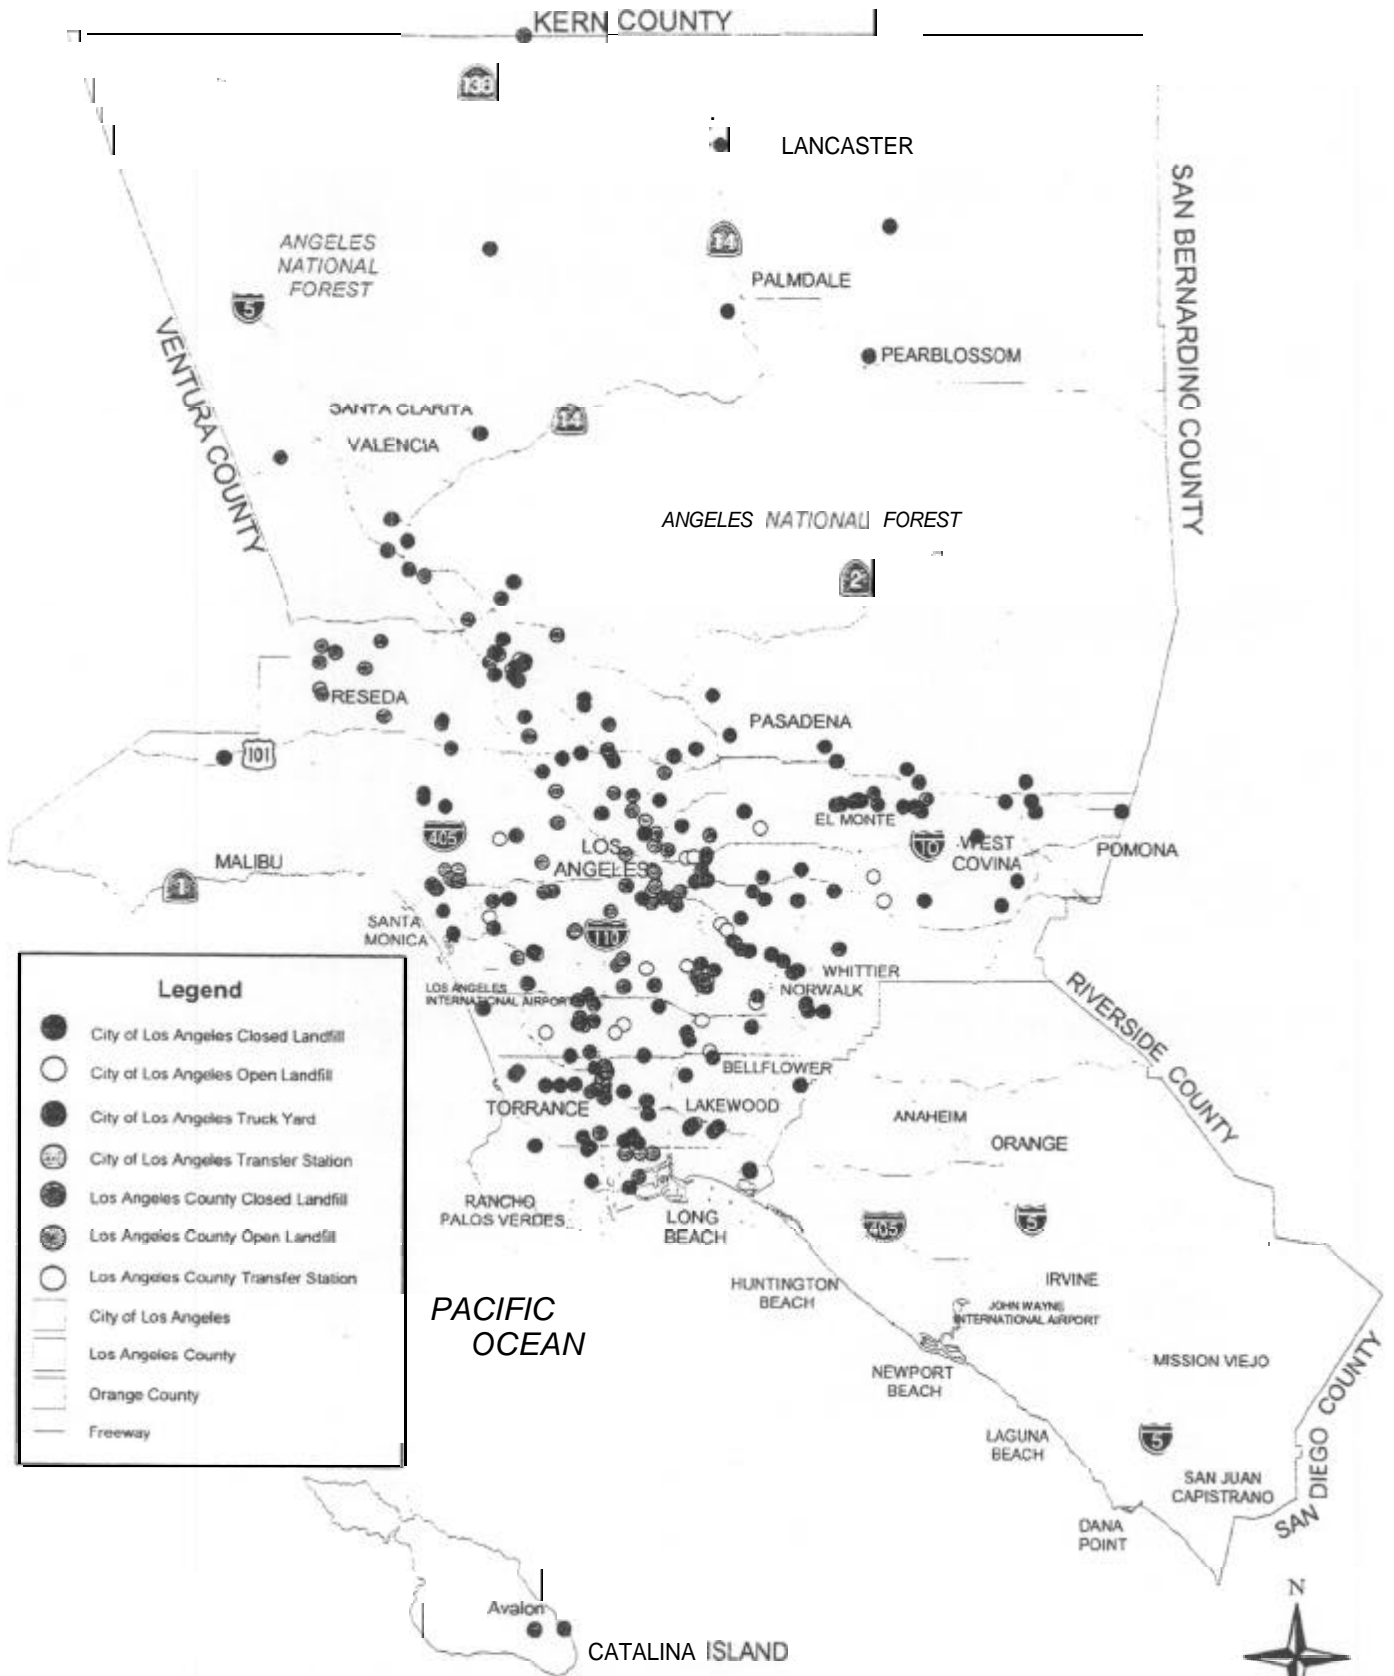 KERN COUNTY
138
LANCASTER
SAN BERNARDINO COUNTY
ANGELES
NATIONAL
FOREST
14
PALMDALE
5
VENTURA COUNTY
PEARBLOSSOM
SANTA CLARITA
14
VALENCIA
ANGELES NATIONAL FOREST
2
RESEDA
PASADENA
101
EL MONTE
405
LOS
ANGELES
10
WEST
COVINA
POMONA
MALIBU
1
SANTA
MONICA
110
WHITTIER
NORWALK
LOS ANGELES
INTERNATIONAL AIRPORT
RIVERSIDE COUNTY
BELLFLOWER
TORRANCE
LAKEWOOD
ANAHEIM
ORANGE
RANCHO
PALOS VERDES
LONG
BEACH
405
5
HUNTINGTON
BEACH
IRVINE
JOHN WAYNE
INTERNATIONAL AIRPORT
PACIFIC
OCEAN
MISSION VIEJO
NEWPORT
BEACH
SAN DIEGO COUNTY
LAGUNA
BEACH
5
SAN JUAN
CAPISTRANO
DANA
POINT
Legend
City of Los Angeles Closed Landfill
City of Los Angeles Open Landfill
City of Los Angeles Truck Yard
City of Los Angeles Transfer Station
Los Angeles County Closed Landfill
Los Angeles County Open Landfill
Los Angeles County Transfer Station
City of Los Angeles
Los Angeles County
Orange County
Freeway
Avalon
CATALINA ISLAND
N